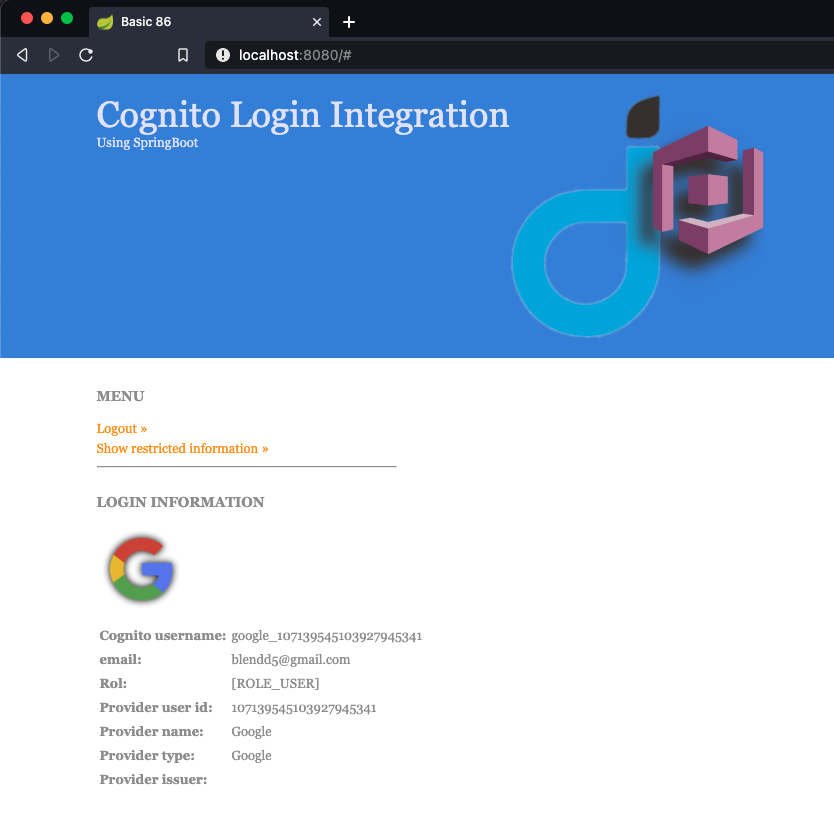 Basic 86
localhost:8080/#
Cognito Login Integration
Using SpringBoot
MENU
Logout »
Show restricted information »
LOGIN INFORMATION
Cognito username: google_107139545103927945341
email: blendd5@gmail.com
Rol: [ROLE_USER]
Provider user id: 107139545103927945341
Provider name: Google
Provider type: Google
Provider issuer: